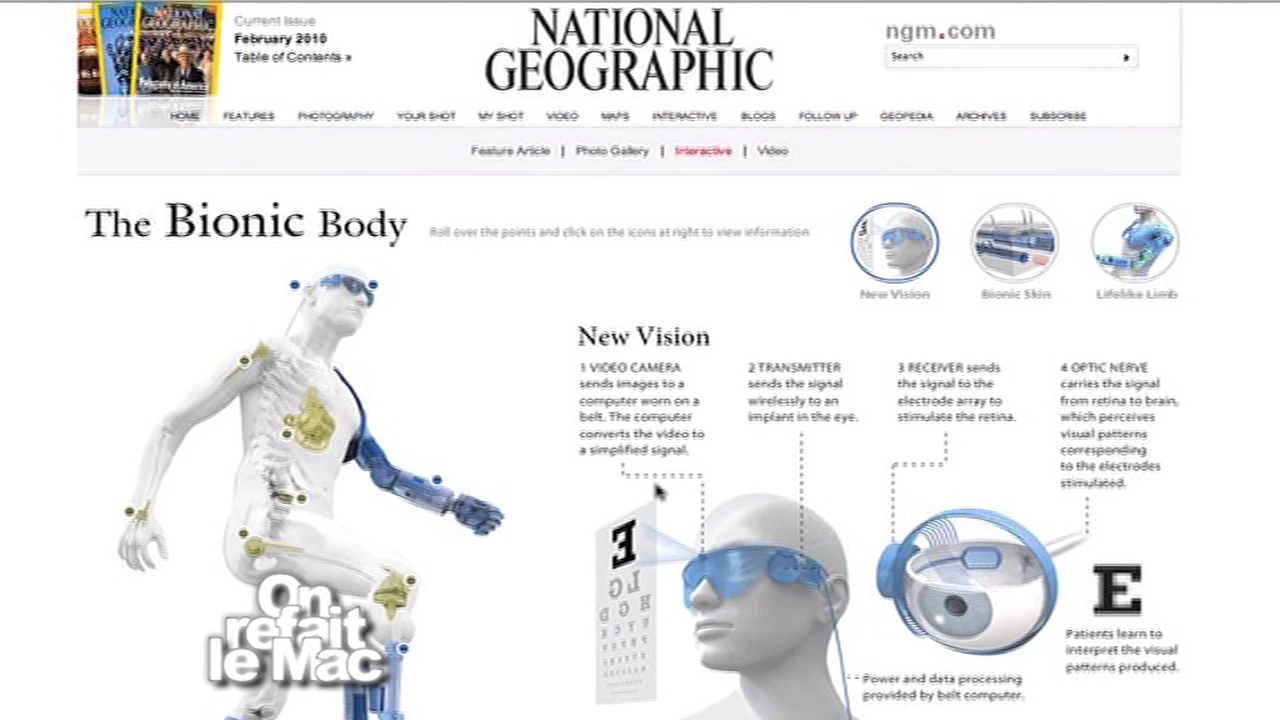 Current Issue
February 2010
Table of Contents »
NATIONAL
GEOGRAPHIC
ngm.com
Search
HOME FEATURES PHOTOGRAPHY YOUR SHOT MY SHOT VIDEO MAPS INTERACTIVE BLOGS FOLLOW UP GEOPEDIA ARCHIVES SUBSCRIBE
Feature Article | Photo Gallery | Interactive | Video
The Bionic Body
Roll over the points and click on the icons at right to view information
New Vision
Bionic Skin
Lifelike Limb
New Vision
1 VIDEO CAMERA
sends images to a
computer worn on a
belt. The computer
converts the video to
a simplified signal.
2 TRANSMITTER
sends the signal
wirelessly to an
implant in the eye.
3 RECEIVER sends
the signal to the
electrode array to
stimulate the retina.
4 OPTIC NERVE
carries the signal
from retina to brain,
which perceives
visual patterns
corresponding
to the electrodes
stimulated.
E
E
Patients learn to
interpret the visual
patterns produced.
Power and data processing
provided by belt computer.
On
refait
le Mac